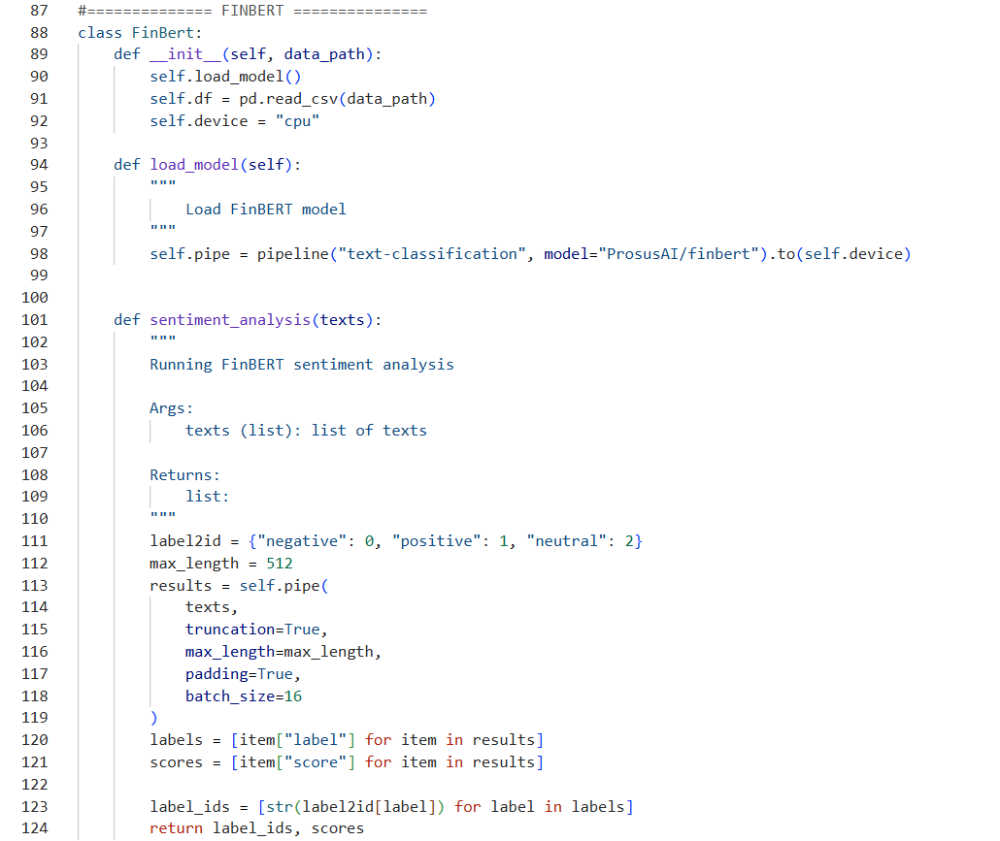 87 #============== FINBERT ===============
88 class FinBert:
89     def __init__(self, data_path):
90         self.load_model()
91         self.df = pd.read_csv(data_path)
92         self.device = "cpu"
93
94     def load_model(self):
95         """
96             Load FinBERT model
97         """
98         self.pipe = pipeline("text-classification", model="ProsusAI/finbert").to(self.device)
99
100
101     def sentiment_analysis(texts):
102         """
103         Running FinBERT sentiment analysis
104
105         Args:
106             texts (list): list of texts
107
108         Returns:
109             list:
110         """
111         label2id = {"negative": 0, "positive": 1, "neutral": 2}
112         max_length = 512
113         results = self.pipe(
114             texts,
115             truncation=True,
116             max_length=max_length,
117             padding=True,
118             batch_size=16
119         )
120         labels = [item["label"] for item in results]
121         scores = [item["score"] for item in results]
122
123         label_ids = [str(label2id[label]) for label in labels]
124         return label_ids, scores